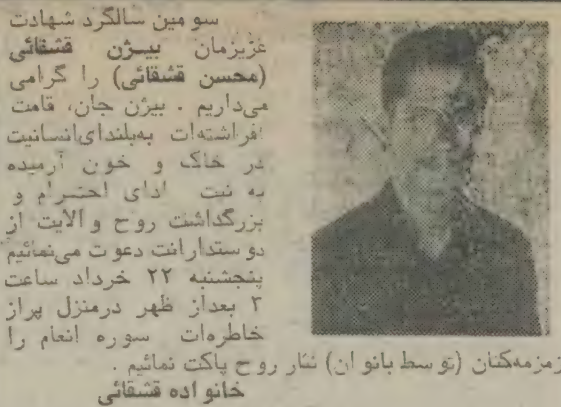 سومین سالگرد شهادت
عزیزمان بیــژن قشقائی
(محسن قشقائی) را گرامی
می‌داریم . بیژن جان، قامت
افراشته‌ات به‌بلندای‌انسانیت
در خاک و خون آرمیده
به نیت ادای احتــرام و
بزرگداشت روح والایت از
دوستدارانت دعوت می‌نمائیم
پنجشنبه ۲۲ خرداد ساعت
۳ بعداز ظهر درمنزل پراز
خاطره‌ات سوره انعام را
زمزمه‌کنان (توسط بانوان) نثار روح پاکت نمائیم .
خانواده قشقائی